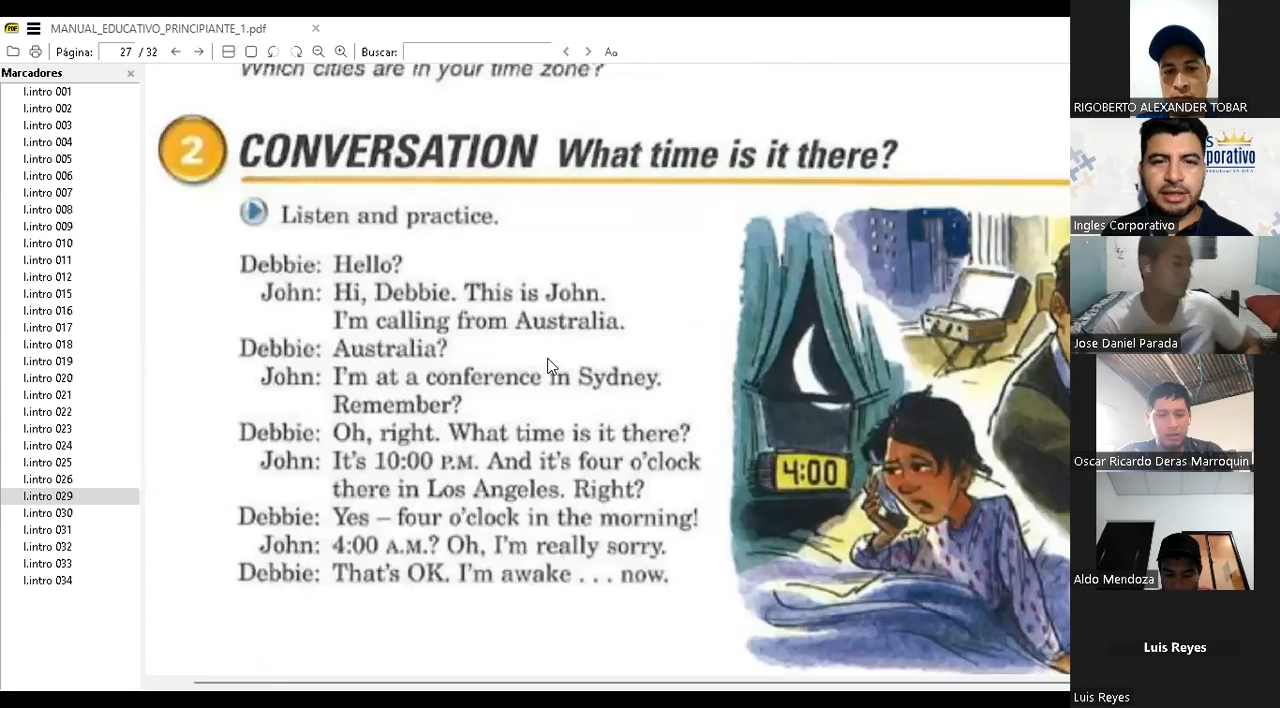 MANUAL_EDUCATIVO_PRINCIPIANTE_1.pdf
Página: 27 / 32 Buscar: Aa
Marcadores
I.intro 001
I.intro 002
I.intro 003
I.intro 004
I.intro 005
I.intro 006
I.intro 007
I.intro 008
I.intro 009
I.intro 010
I.intro 011
I.intro 012
I.intro 015
I.intro 016
I.intro 017
I.intro 018
I.intro 019
I.intro 020
I.intro 021
I.intro 022
I.intro 023
I.intro 024
I.intro 025
I.intro 026
I.intro 029
I.intro 030
I.intro 031
I.intro 032
I.intro 033
I.intro 034
Which cities are in your time zone?
2 CONVERSATION What time is it there?
Listen and practice.
Debbie: Hello?
John: Hi, Debbie. This is John.
I'm calling from Australia.
Debbie: Australia?
John: I'm at a conference in Sydney.
Remember?
Debbie: Oh, right. What time is it there?
John: It's 10:00 P.M. And it's four o'clock
there in Los Angeles. Right?
Debbie: Yes – four o'clock in the morning!
John: 4:00 A.M.? Oh, I'm really sorry.
Debbie: That's OK. I'm awake . . . now.
4:00
RIGOBERTO ALEXANDER TOBAR
Ingles Corporativo
Jose Daniel Parada
Oscar Ricardo Deras Marroquin
Aldo Mendoza
Luis Reyes
Luis Reyes